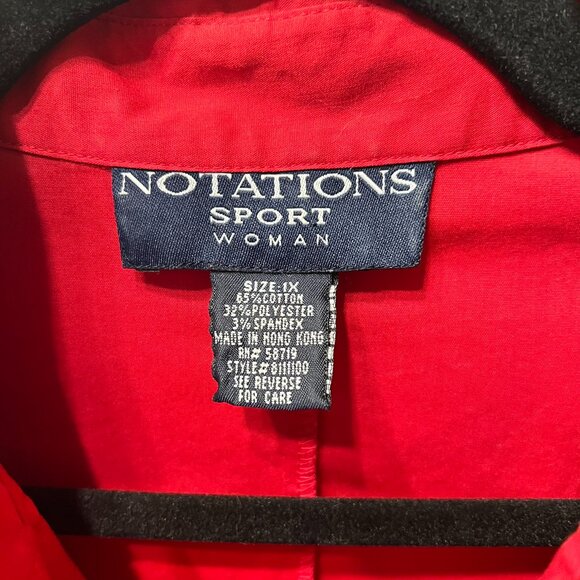 NOTATIONS
SPORT
WOMAN
SIZE:1X
65%COTTON
32%POLYESTER
3%SPANDEX
MADE IN HONG KONG
RN# 58719
STYLE#8111100
SEE REVERSE
FOR CARE